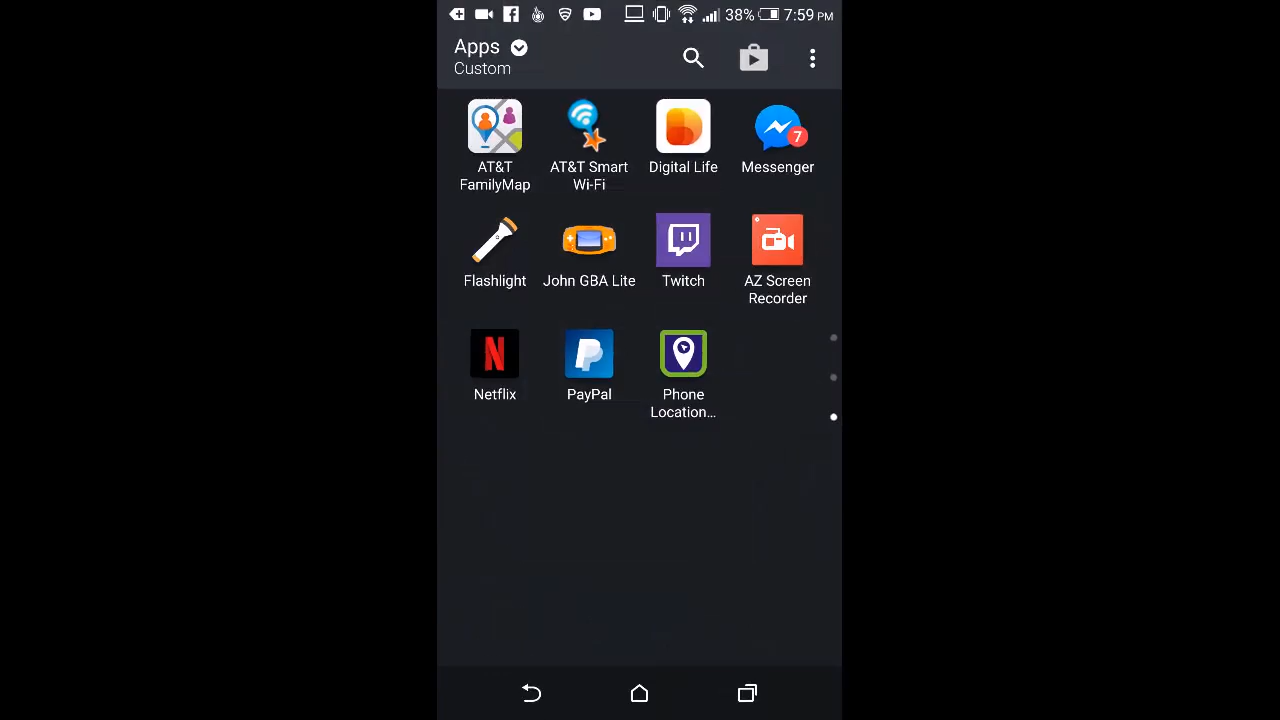 38% 7:59 PM
Apps
Custom
AT&T FamilyMap
AT&T Smart Wi-Fi
Digital Life
Messenger
7
Flashlight
John GBA Lite
Twitch
AZ Screen Recorder
N
Netflix
PayPal
Phone Location...